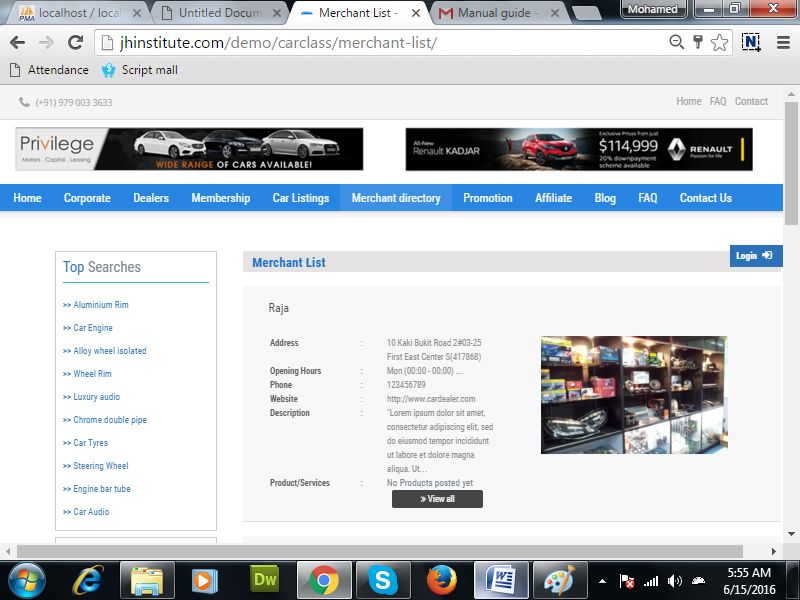 localhost / local
Untitled Docum
Merchant List -
Manual guide -
Mohamed
jhinstitute.com/demo/carclass/merchant-list/
Attendance
Script mall
(+91) 979 003 3633
Home FAQ Contact
Privilege
Motors . Capital . Leasing
WIDE RANGE OF CARS AVAILABLE!
All-New
Renault KADJAR
Exclusive Prices from just
$114,999
20% downpayment
scheme available
RENAULT
Passion for life
Home Corporate Dealers Membership Car Listings Merchant directory Promotion Affiliate Blog FAQ Contact Us
Login
Top Searches
>> Aluminium Rim
>> Car Engine
>> Alloy wheel isolated
>> Wheel Rim
>> Luxury audio
>> Chrome double pipe
>> Car Tyres
>> Steering Wheel
>> Engine bar tube
>> Car Audio
Merchant List
Raja
Address : 10 Kaki Bukit Road 2#03-25
First East Center S(417868)
Opening Hours : Mon (00:00 - 00:00) ...
Phone : 123456789
Website : http://www.cardealer.com
Description : "Lorem ipsum dolor sit amet,
consectetur adipiscing elit, sed
do eiusmod tempor incididunt
ut labore et dolore magna
aliqua. Ut...
Product/Services : No Products posted yet
» View all
Dw
5:55 AM
6/15/2016